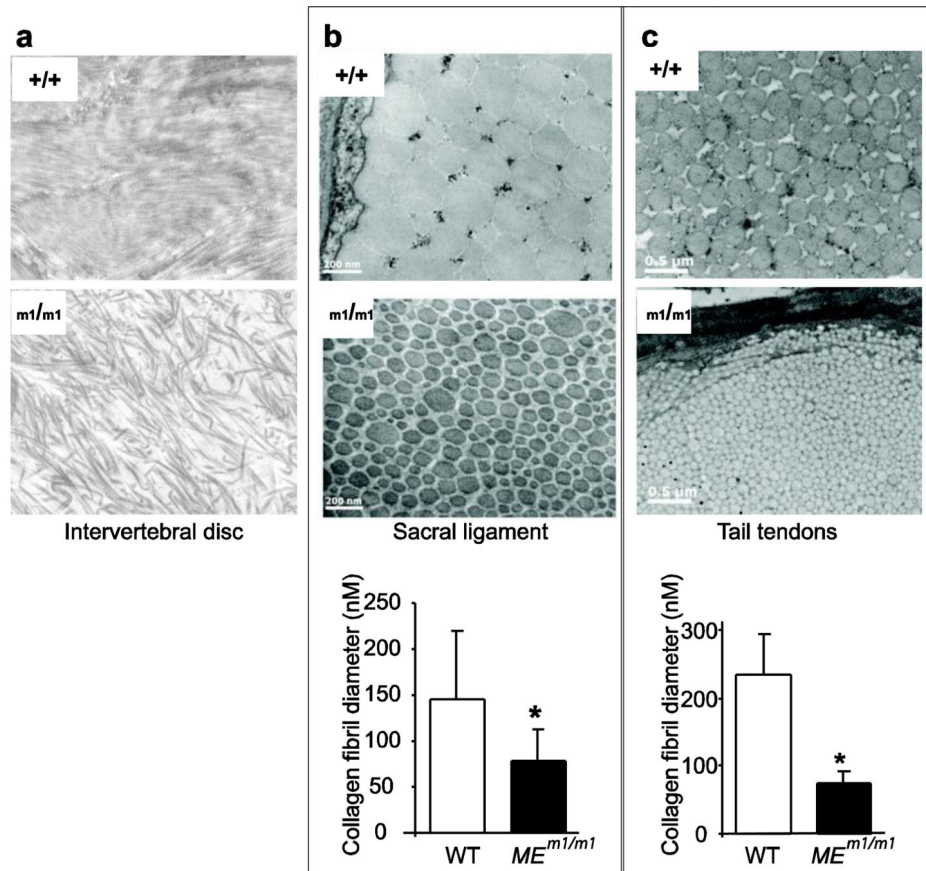 a
+/+
m1/m1
Intervertebral disc
b
+/+
200 nm
m1/m1
200 nm
Sacral ligament
Collagen fibril diameter (nM)
250
200
150
100
50
0
*
WT
ME^m1/m1
c
+/+
0.5 µm
m1/m1
0.5 µm
Tail tendons
Collagen fibril diameter (nM)
300
200
100
0
*
WT
ME^m1/m1